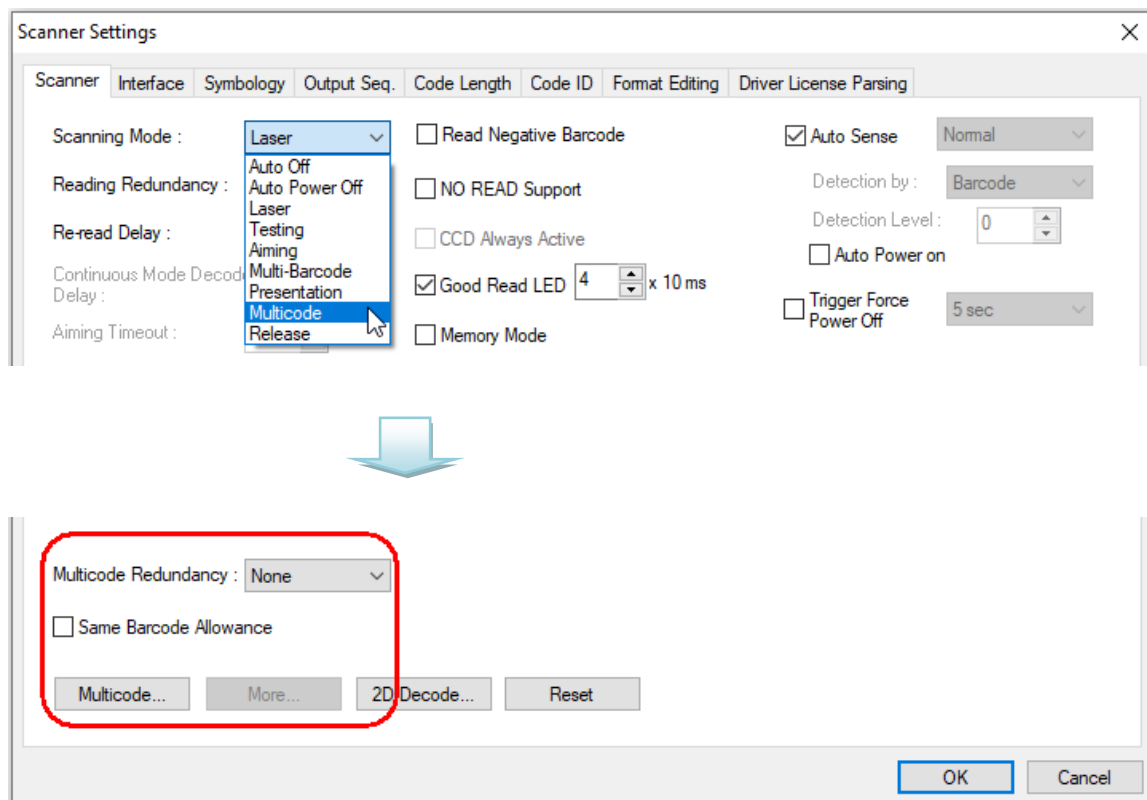 Scanner Settings
Scanner Interface Symbology Output Seq. Code Length Code ID Format Editing Driver License Parsing
Scanning Mode : Laser
Auto Off
Auto Power Off
Laser
Testing
Aiming
Multi-Barcode
Presentation
Multicode
Release
Reading Redundancy :
Re-read Delay :
Continuous Mode Decod
Delay :
Aiming Timeout :
Read Negative Barcode
NO READ Support
CCD Always Active
Good Read LED 4 x 10 ms
Memory Mode
Auto Sense Normal
Detection by : Barcode
Detection Level : 0
Auto Power on
Trigger Force
Power Off
5 sec
Multicode Redundancy : None
Same Barcode Allowance
Multicode... More... 2D Decode... Reset
OK Cancel